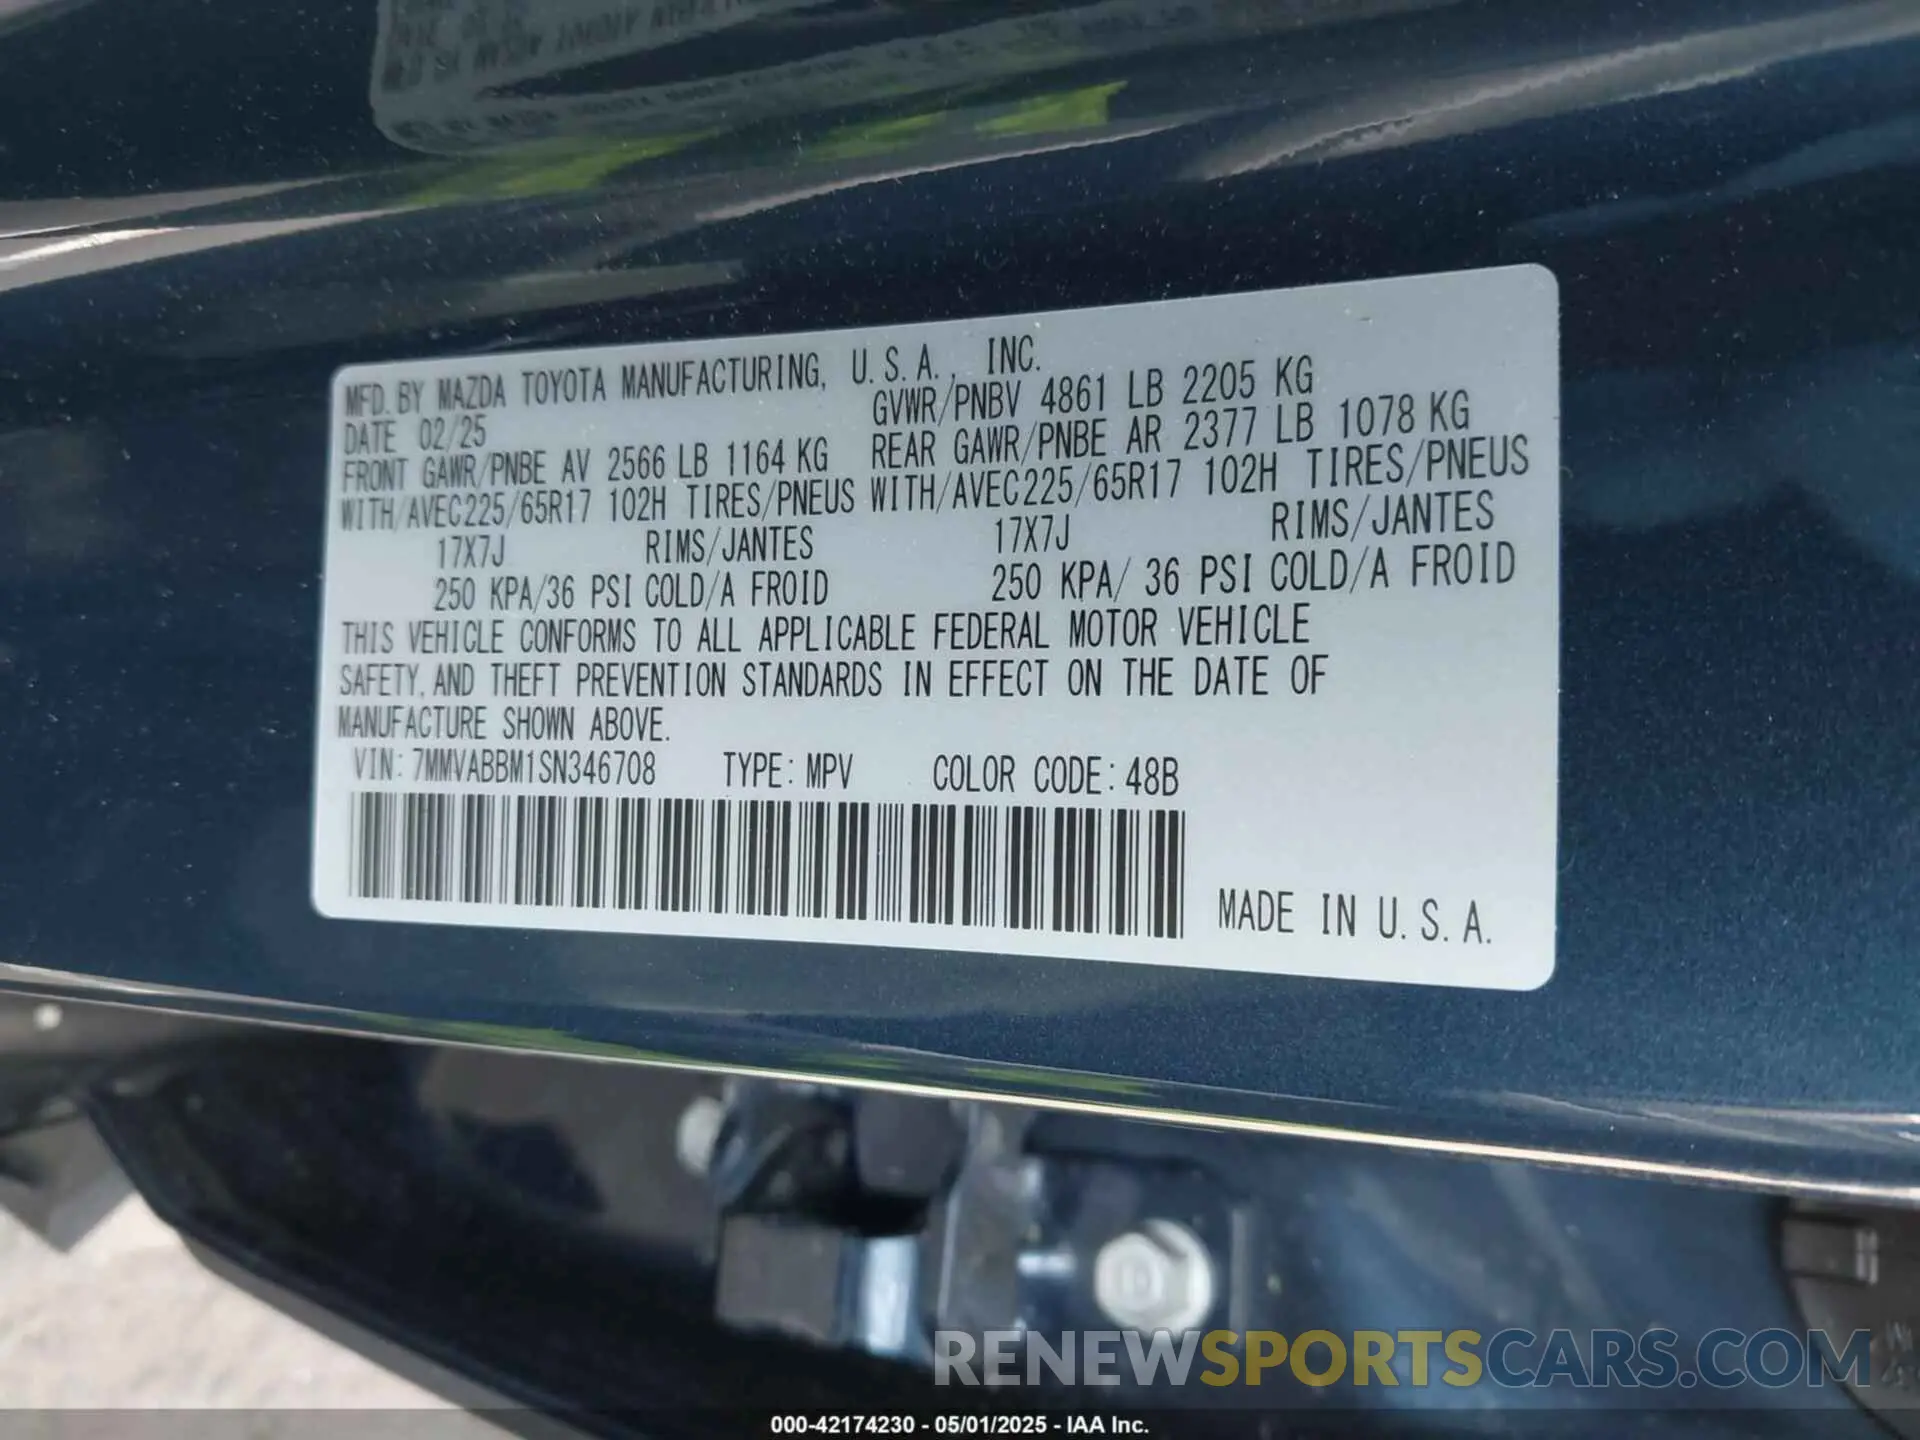 MFD. BY MAZDA TOYOTA MANUFACTURING, U.S.A., INC.
DATE 02/25 GVWR/PNBV 4861 LB 2205 KG
FRONT GAWR/PNBE AV 2566 LB 1164 KG REAR GAWR/PNBE AR 2377 LB 1078 KG
WITH/AVEC225/65R17 102H TIRES/PNEUS WITH/AVEC225/65R17 102H TIRES/PNEUS
17X7J RIMS/JANTES 17X7J RIMS/JANTES
250 KPA/36 PSI COLD/A FROID 250 KPA/ 36 PSI COLD/A FROID
THIS VEHICLE CONFORMS TO ALL APPLICABLE FEDERAL MOTOR VEHICLE
SAFETY, AND THEFT PREVENTION STANDARDS IN EFFECT ON THE DATE OF
MANUFACTURE SHOWN ABOVE.
VIN: 7MMVABBM1SN346708 TYPE: MPV COLOR CODE: 48B
MADE IN U.S.A.
RENEWSPORTSCARS.COM
000-42174230 - 05/01/2025 - IAA Inc.